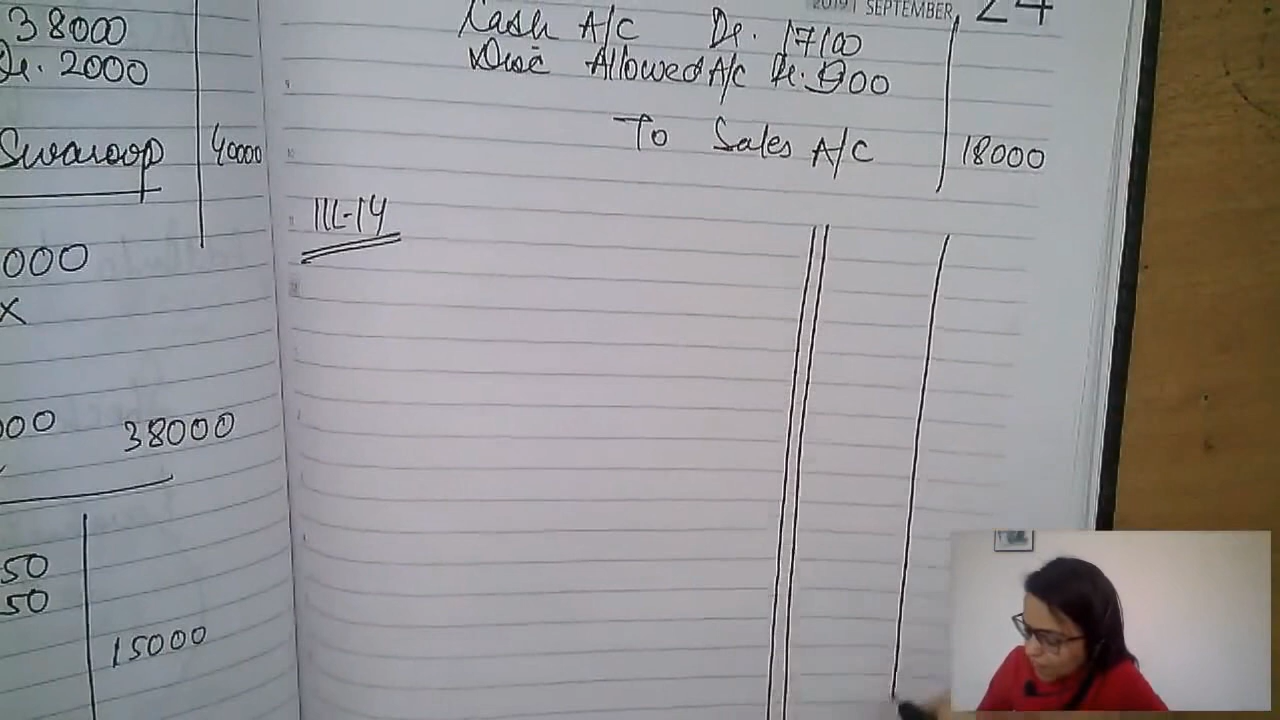 38000
Dr. 2000
Swaroop 40000
000
X
000 38000
50
50
15000
2019 | SEPTEMBER 24
Cash A/C Dr. 17100
Disc Allowed A/c Dr. 900
To Sales A/C 18000
Ill-14